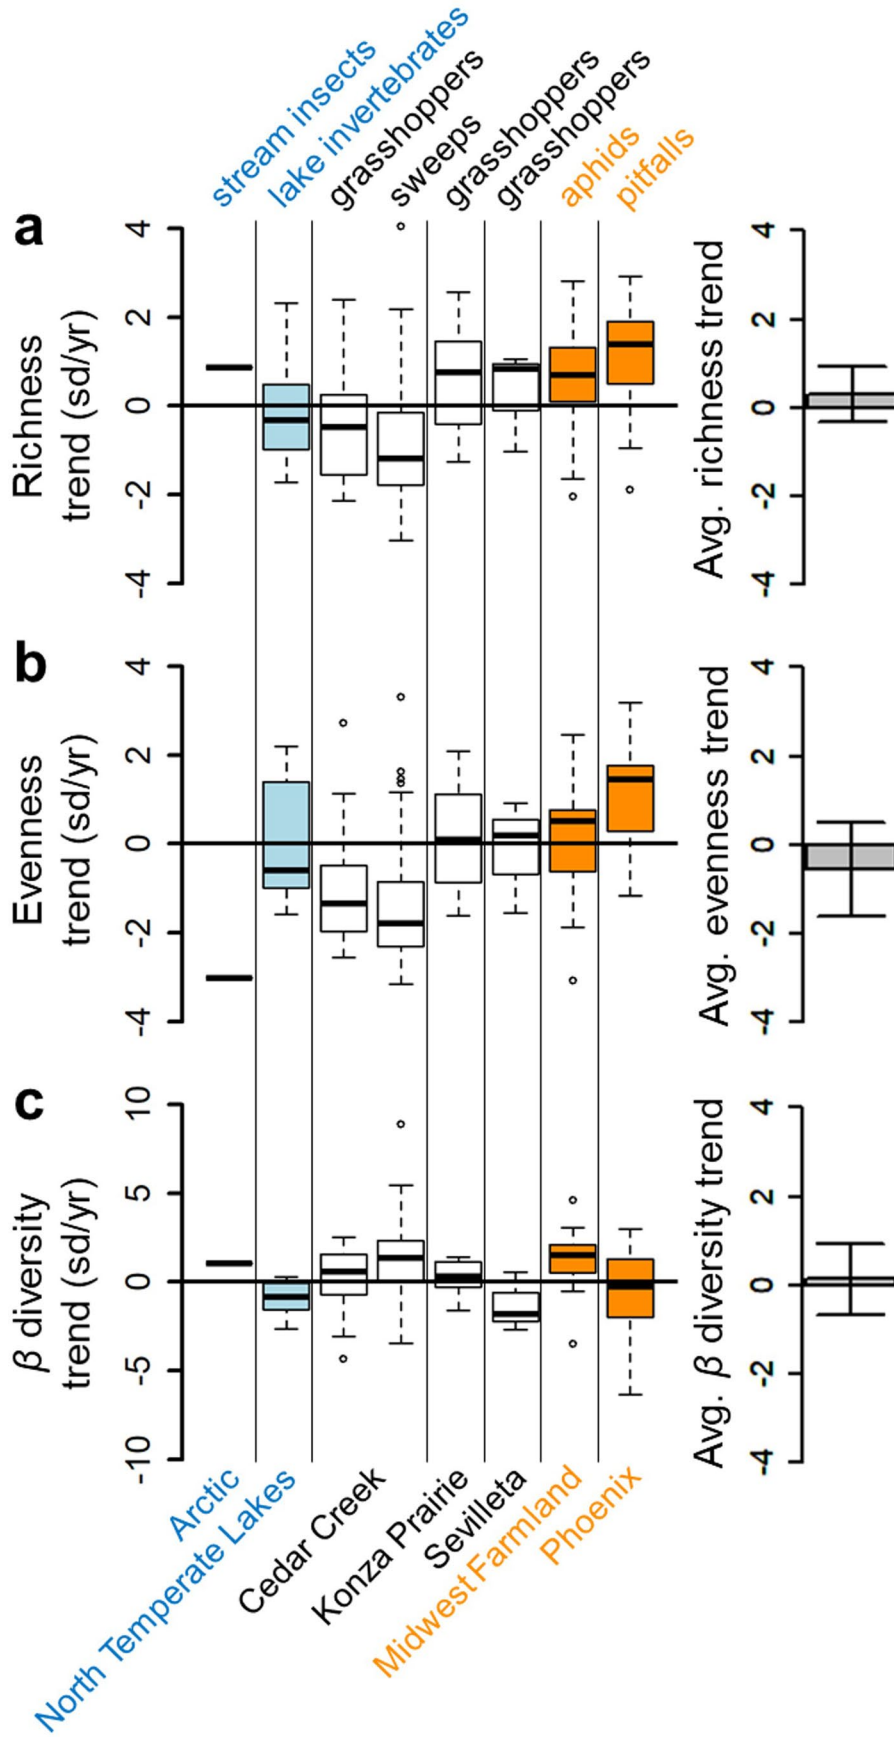 stream insects
lake invertebrates
grasshoppers
sweeps
grasshoppers
grasshoppers
aphids
pitfalls
a
Richness
trend (sd/yr)
4
2
0
-2
-4
Avg. richness trend
4
2
0
-2
-4
b
Evenness
trend (sd/yr)
4
2
0
-2
-4
Avg. evenness trend
4
2
0
-2
-4
c
β diversity
trend (sd/yr)
10
5
0
-5
-10
Avg. β diversity trend
4
2
0
-2
-4
Arctic
North Temperate Lakes
Cedar Creek
Konza Prairie
Sevilleta
Midwest Farmland
Phoenix